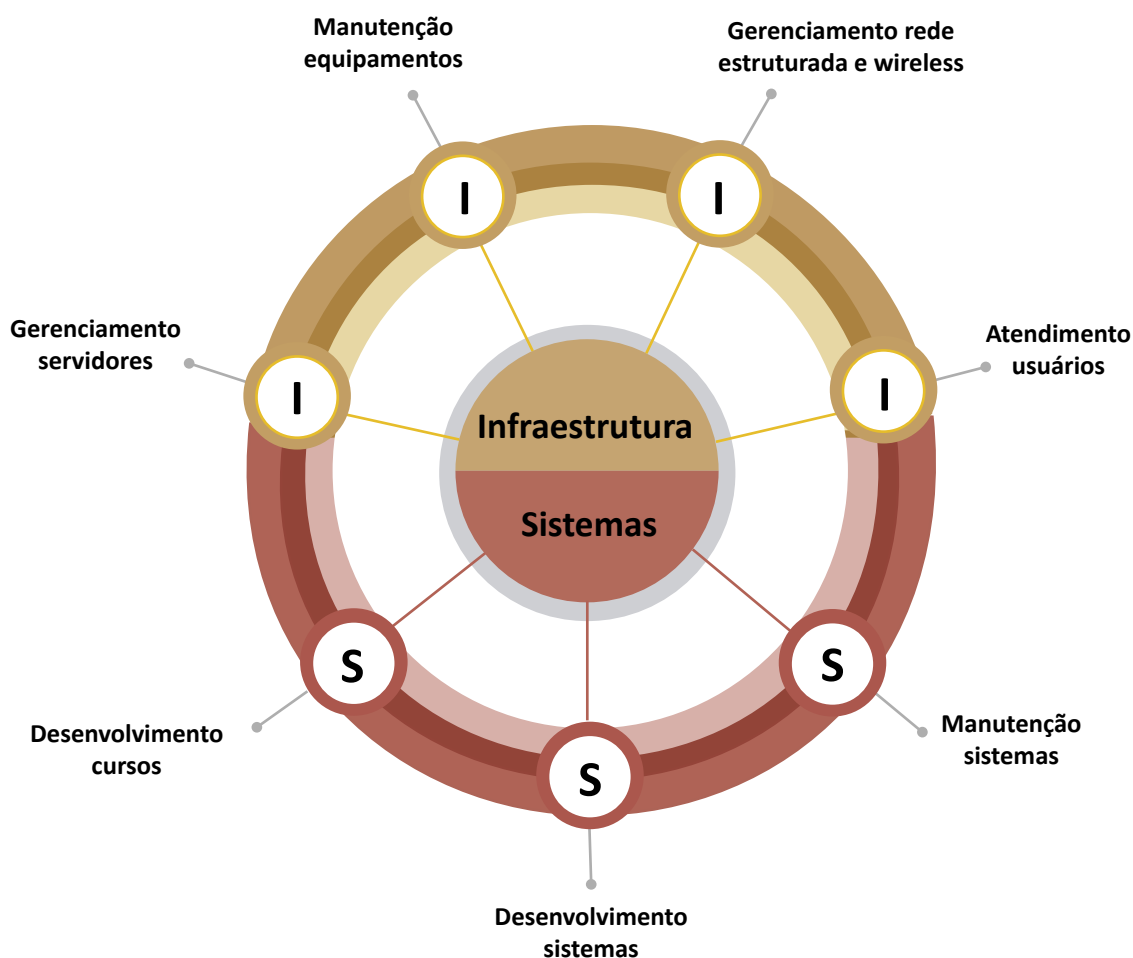 Manutenção
equipamentos
Gerenciamento rede
estruturada e wireless
I
I
Gerenciamento
servidores
Atendimento
usuários
I
I
Infraestrutura
Sistemas
S
S
Desenvolvimento
cursos
Manutenção
sistemas
S
Desenvolvimento
sistemas